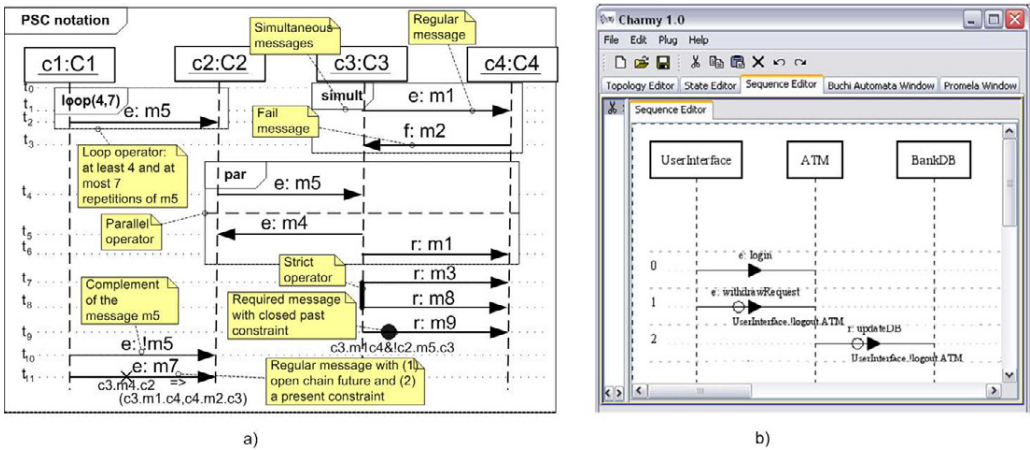 PSC notation
Simultaneous
messages
Regular
message
c1:C1
c2:C2
c3:C3
c4:C4
t0
loop(4,7)
simult
e: m1
t1
e: m5
t2
Fail
message
f: m2
t3
Loop operator:
at least 4 and at
most 7
repetitions of m5
par
e: m5
t4
Parallel
operator
e: m4
t5
r: m1
t6
Strict
operator
t7
r: m3
Complement
of the
message m5
Required message
with closed past
constraint
t8
r: m8
t9
r: m9
c3.m1c4&!c2.m5.c3
e: !m5
t10
e: m7
t11
c3.m4.c2 =>
(c3.m1.c4,c4.m2.c3)
Regular message with (1)
open chain future and (2)
a present constraint
a)
Charmy 1.0
File Edit Plug Help
Topology Editor State Editor Sequence Editor Buchi Automata Window Promela Window
Sequence Editor
UserInterface
ATM
BankDB
e: login
0
e: withdrawRequest
1
UserInterface.!logout.ATM
r: updateDB
2
UserInterface.!logout.ATM
b)